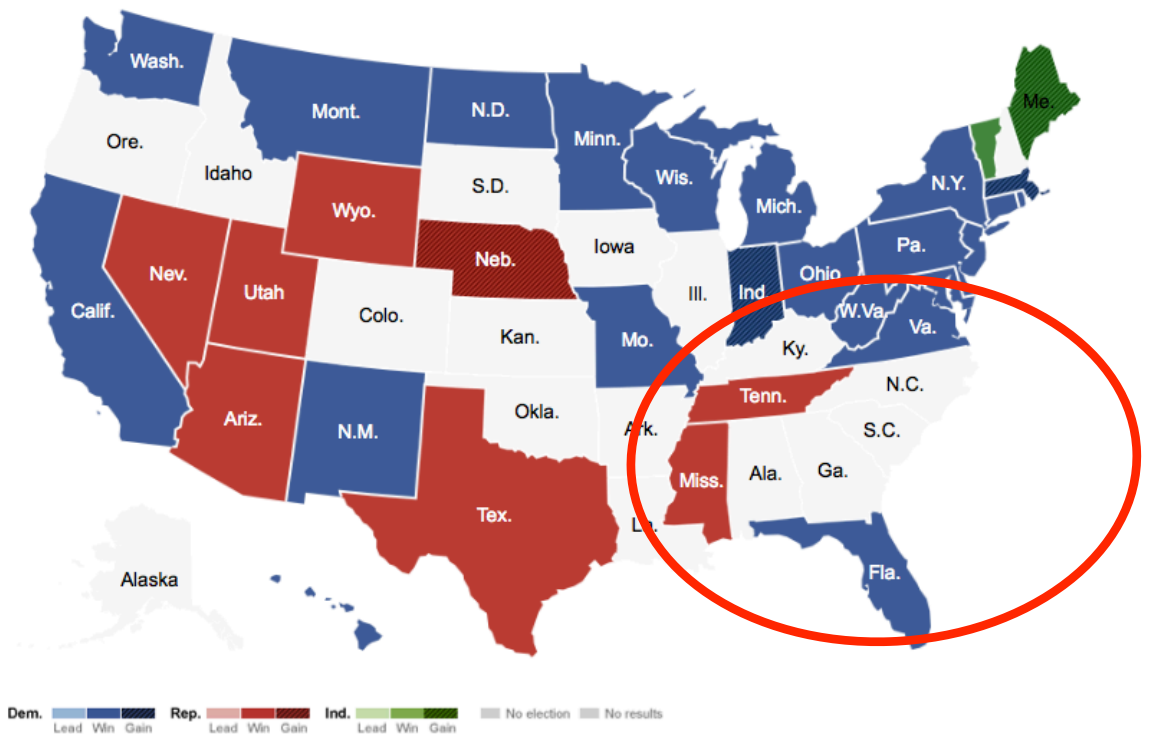 Wash.
Mont.
N.D.
Minn.
Me.
Ore.
Idaho
S.D.
Wis.
N.Y.
Wyo.
Mich.
Iowa
Pa.
Nev.
Neb.
Ohio
Utah
Ill.
Ind.
Calif.
Colo.
Kan.
Mo.
W.Va.
Va.
Ky.
N.C.
Tenn.
Ariz.
N.M.
Okla.
Ark.
S.C.
Miss.
Ala.
Ga.
Tex.
La.
Alaska
Fla.
Dem. Rep. Ind. No election No results
Lead Win Gain Lead Win Gain Lead Win Gain